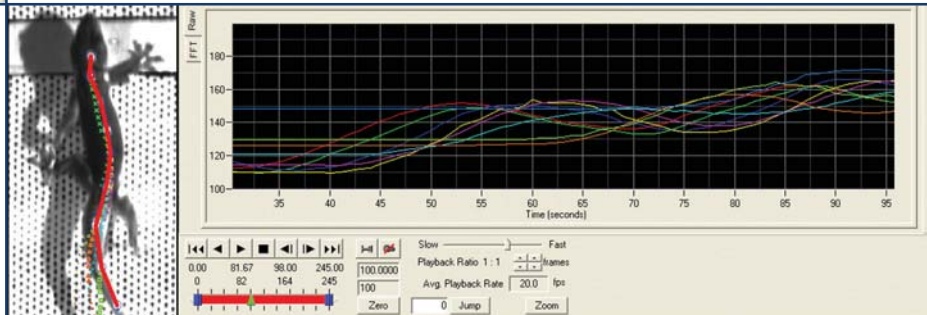 FFT
Raw
180
160
140
120
100
35 40 45 50 55 60 65 70 75 80 85 90 95
Time (seconds)
0.00 81.67 98.00 245.00
0 82 164 245
100.0000
100
Zero
Slow Fast
Playback Ratio 1 : 1 frames
Avg. Playback Rate 20.0 fps
0 Jump Zoom